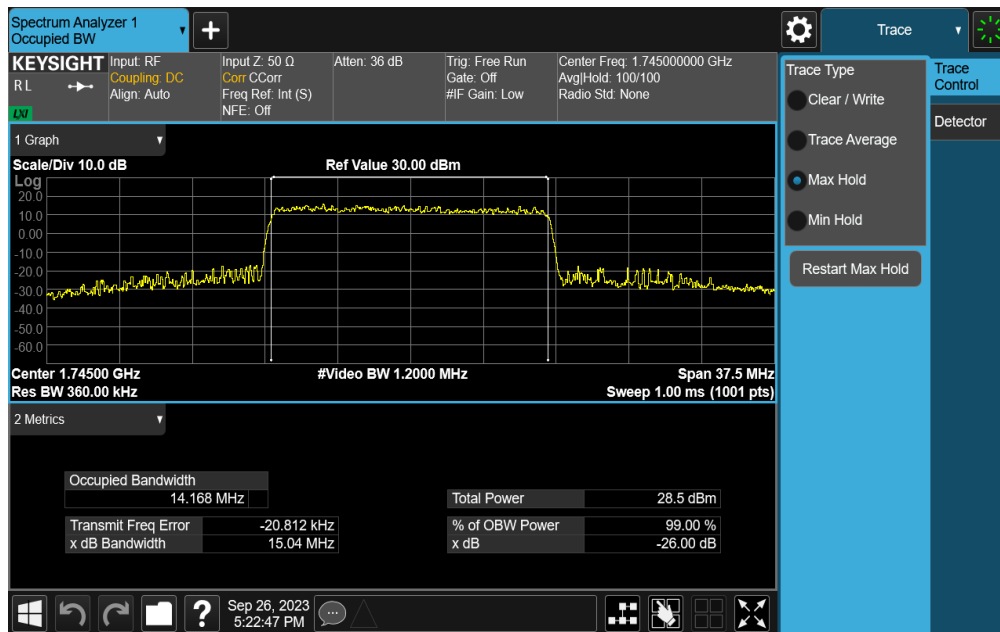 Spectrum Analyzer 1
Occupied BW
+
Trace
KEYSIGHT
R L
LXI
Input: RF
Coupling: DC
Align: Auto
Input Z: 50 Ω
Corr CCorr
Freq Ref: Int (S)
NFE: Off
Atten: 36 dB
Trig: Free Run
Gate: Off
#IF Gain: Low
Center Freq: 1.745000000 GHz
Avg|Hold: 100/100
Radio Std: None
Trace Type
Clear / Write
Trace Average
Max Hold
Min Hold
Restart Max Hold
Trace
Control
Detector
1 Graph
Scale/Div 10.0 dB
Ref Value 30.00 dBm
Log
20.0
10.0
0.00
-10.0
-20.0
-30.0
-40.0
-50.0
-60.0
Center 1.74500 GHz
#Video BW 1.2000 MHz
Span 37.5 MHz
Res BW 360.00 kHz
Sweep 1.00 ms (1001 pts)
2 Metrics
Occupied Bandwidth
14.168 MHz
Total Power 28.5 dBm
Transmit Freq Error -20.812 kHz
% of OBW Power 99.00 %
x dB Bandwidth 15.04 MHz
x dB -26.00 dB
?
Sep 26, 2023
5:22:47 PM